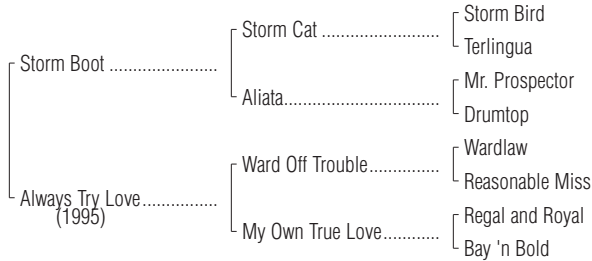 Storm Bird
Storm Cat ........................
Terlingua
Storm Boot ......................
Mr. Prospector
Aliata................................
Drumtop
Wardlaw
Ward Off Trouble..............
Reasonable Miss
Always Try Love...............
(1995)
Regal and Royal
My Own True Love...........
Bay 'n Bold